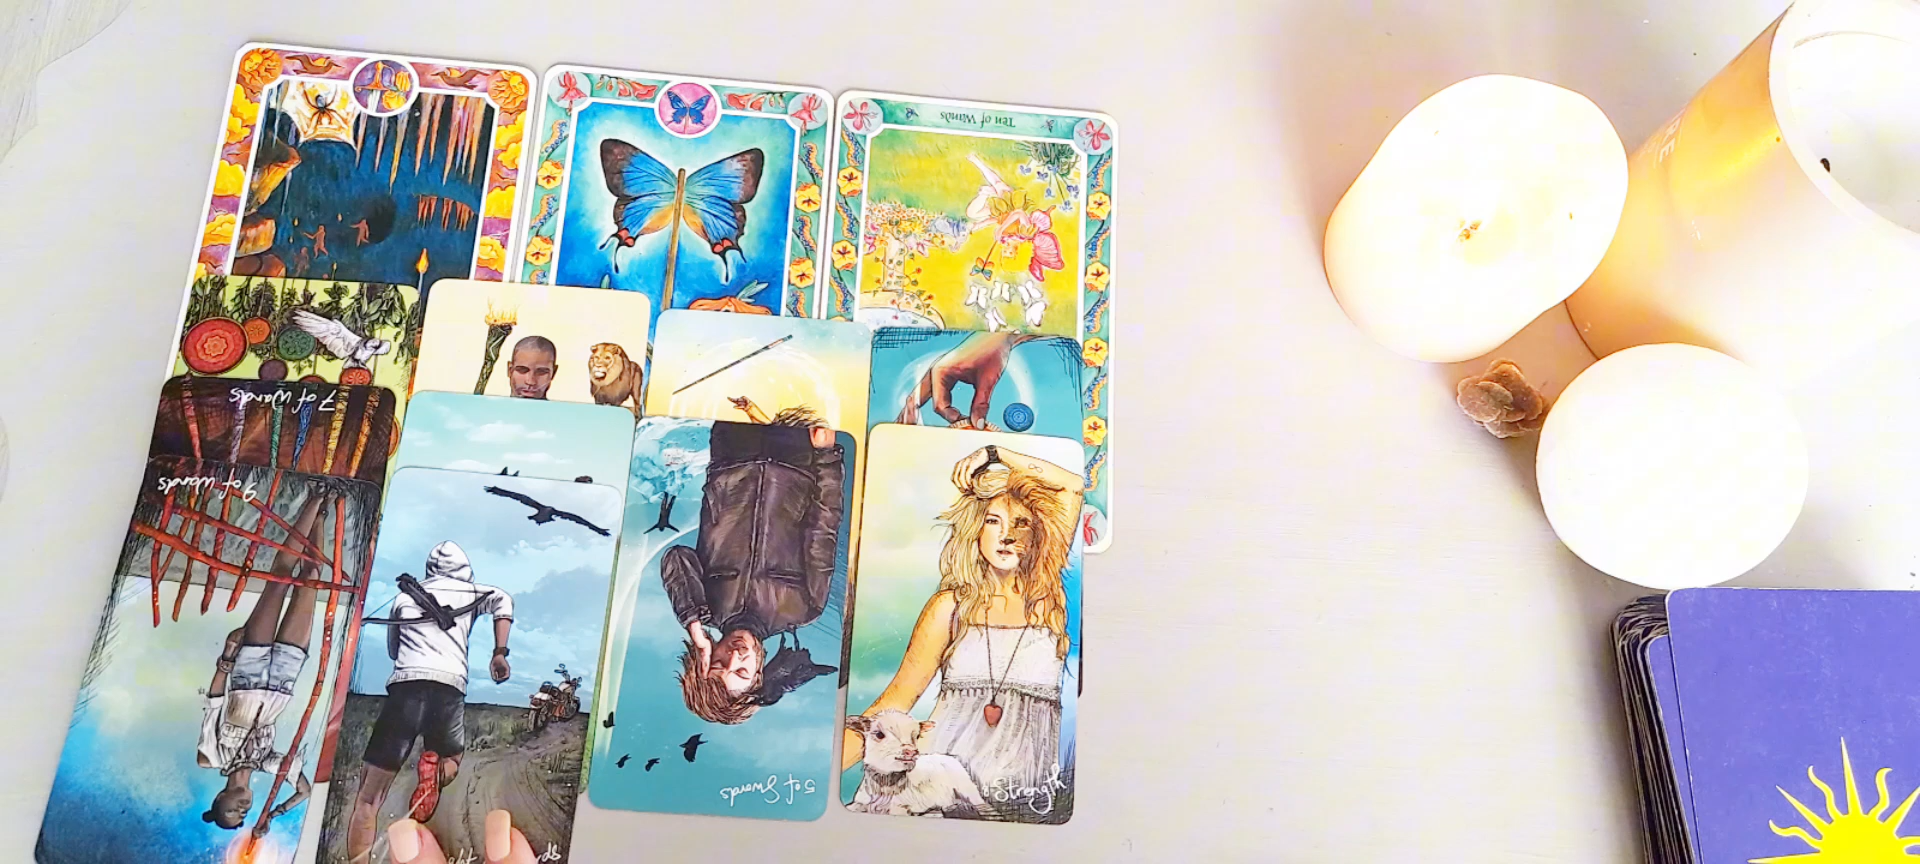 Ten of Wands
7 of Wands
9 of Wands
5 of Swords
Strength